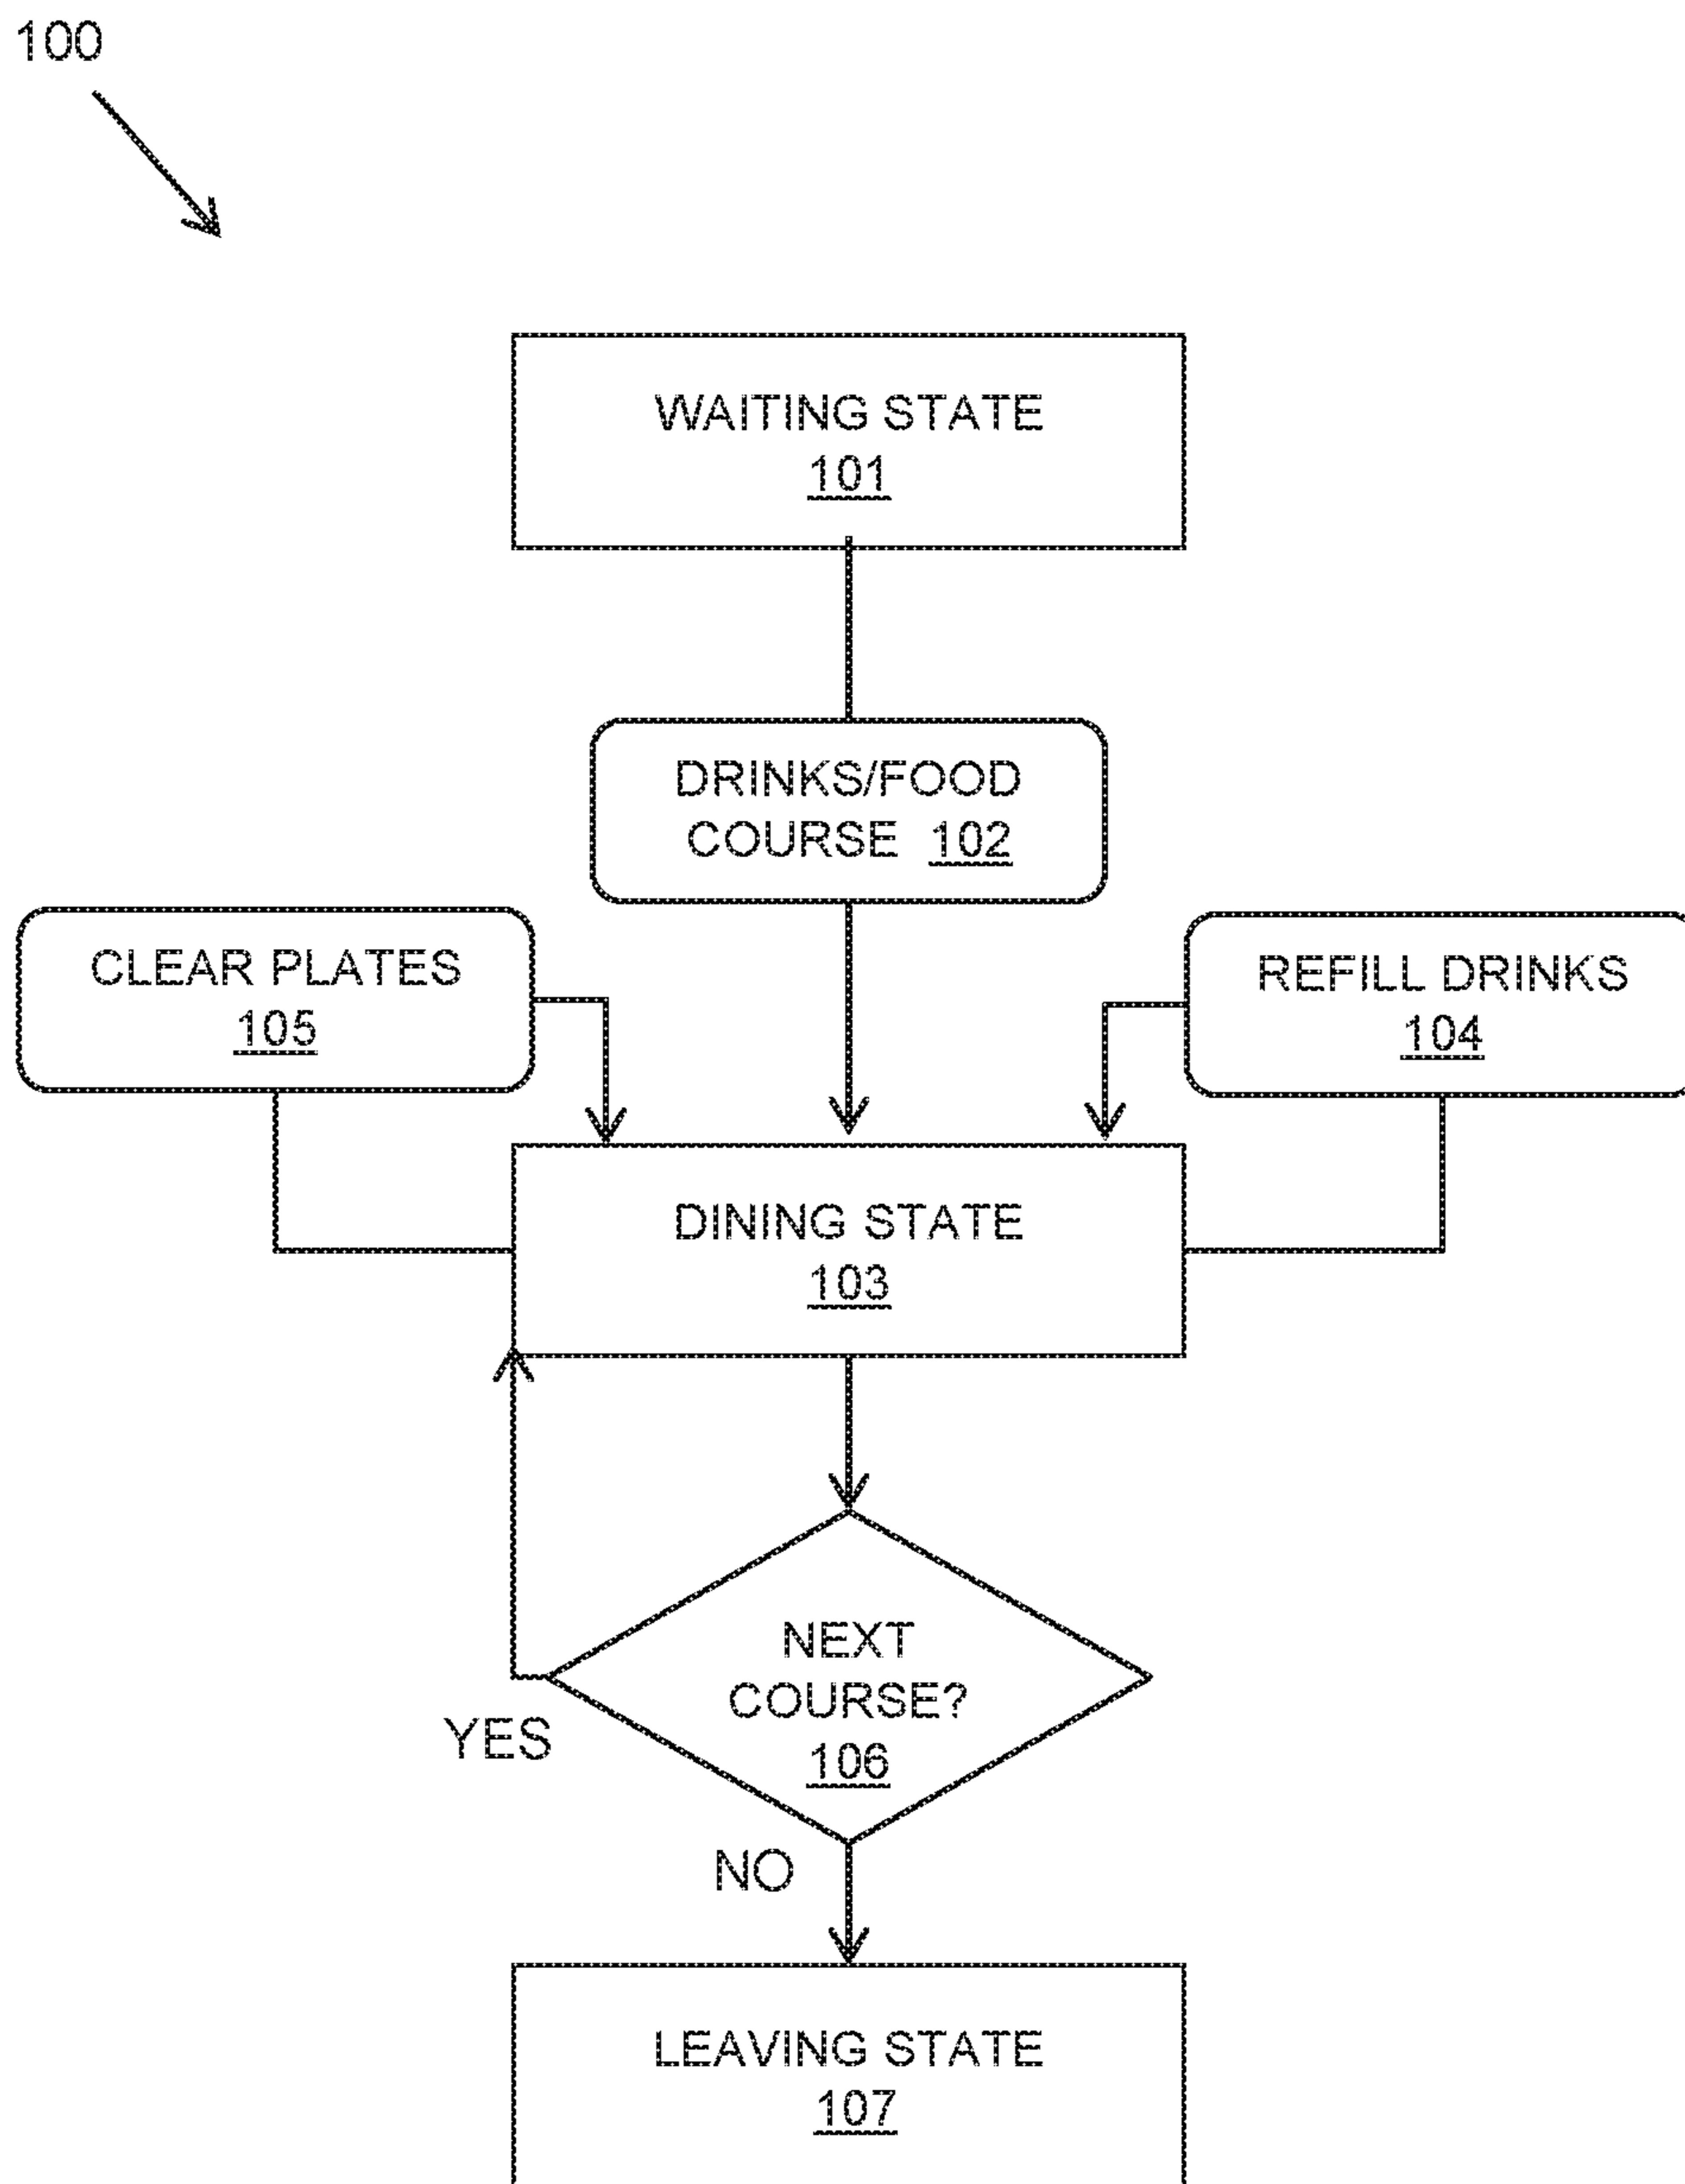 100
WAITING STATE
101
DRINKS/FOOD
COURSE 102
CLEAR PLATES
105
REFILL DRINKS
104
DINING STATE
103
NEXT
COURSE?
106
YES
NO
LEAVING STATE
107